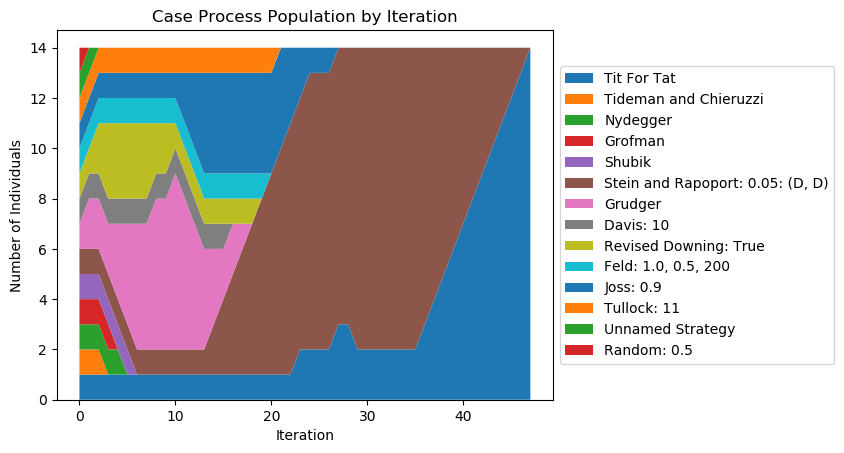 Case Process Population by Iteration
Number of Individuals
14
12
10
8
6
4
2
0
0 10 20 30 40
Iteration
Tit For Tat
Tideman and Chieruzzi
Nydegger
Grofman
Shubik
Stein and Rapoport: 0.05: (D, D)
Grudger
Davis: 10
Revised Downing: True
Feld: 1.0, 0.5, 200
Joss: 0.9
Tullock: 11
Unnamed Strategy
Random: 0.5